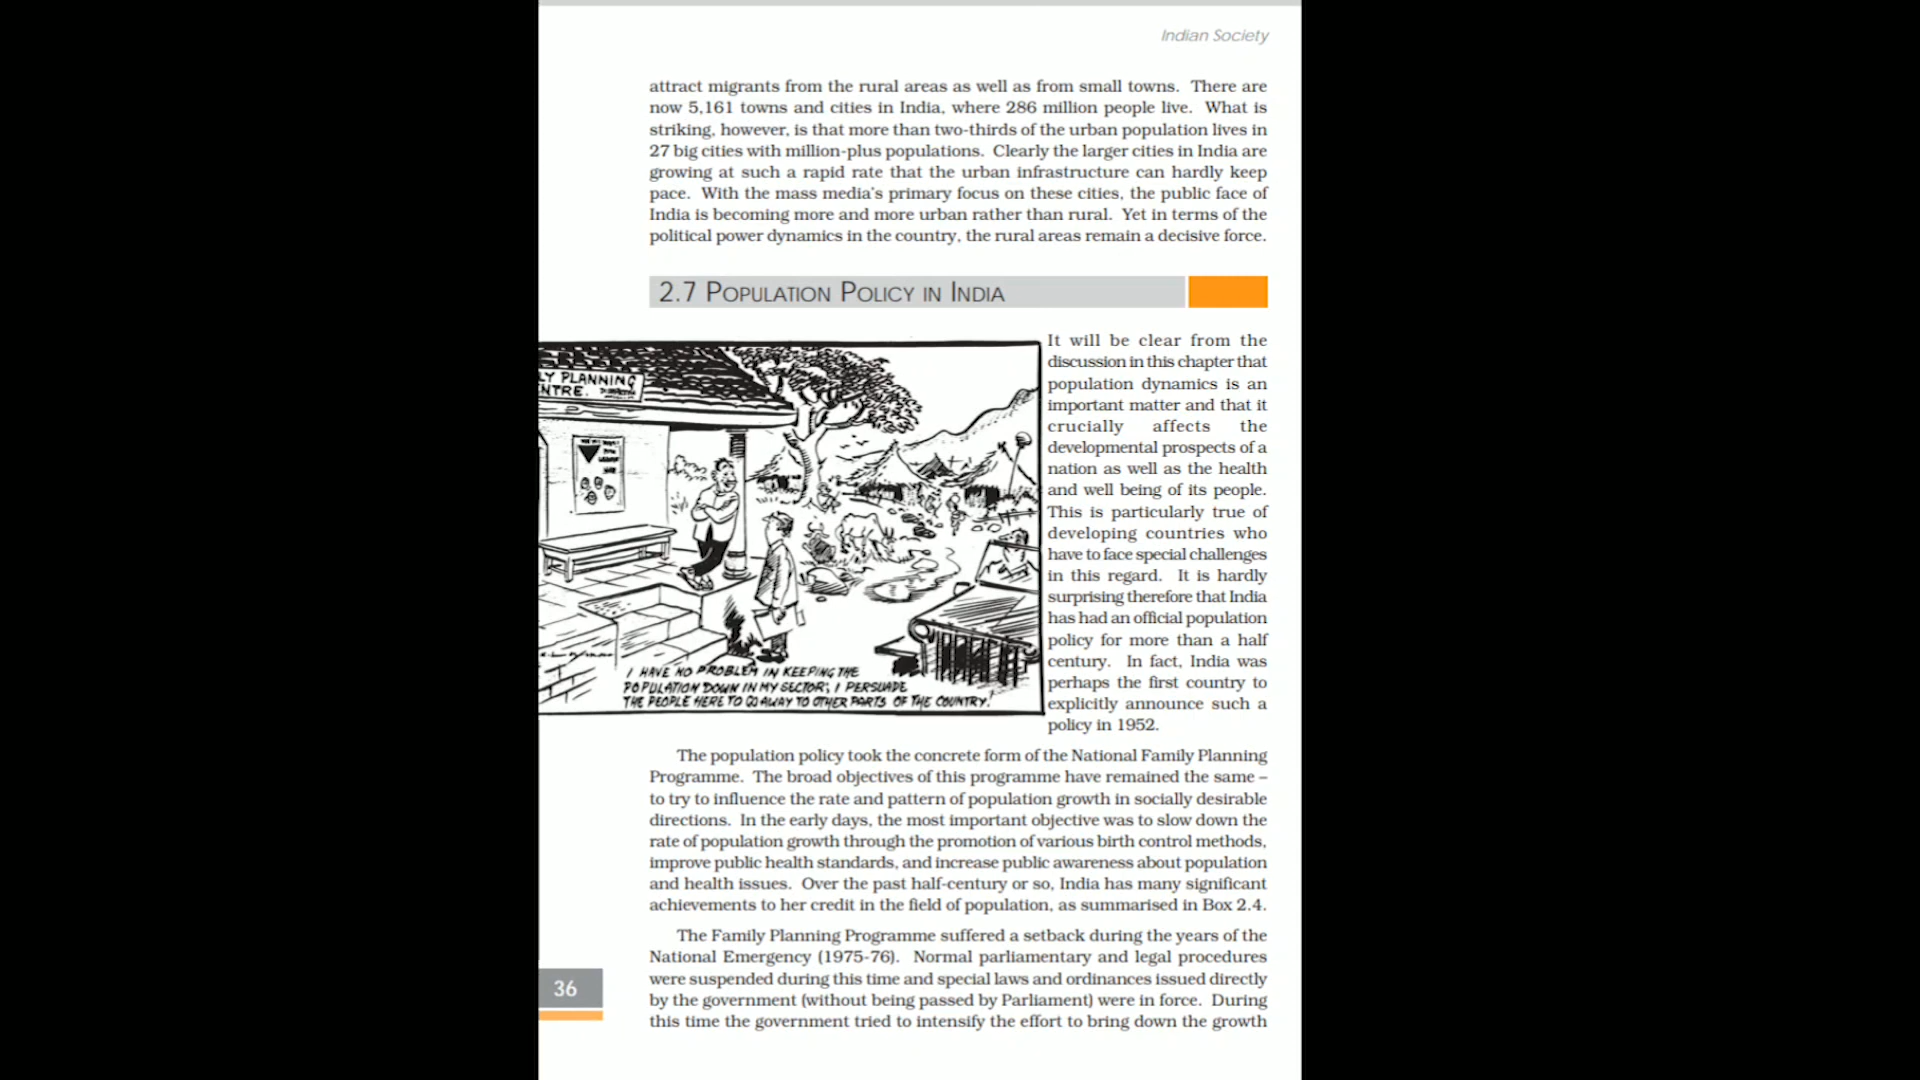 Indian Society
attract migrants from the rural areas as well as from small towns. There are
now 5,161 towns and cities in India, where 286 million people live. What is
striking, however, is that more than two-thirds of the urban population lives in
27 big cities with million-plus populations. Clearly the larger cities in India are
growing at such a rapid rate that the urban infrastructure can hardly keep
pace. With the mass media's primary focus on these cities, the public face of
India is becoming more and more urban rather than rural. Yet in terms of the
political power dynamics in the country, the rural areas remain a decisive force.
2.7 POPULATION POLICY IN INDIA
LY PLANNING
NTRE.
I HAVE NO PROBLEM IN KEEPING THE
POPULATION DOWN IN MY SECTOR; I PERSUADE
THE PEOPLE HERE TO GO AWAY TO OTHER PARTS OF THE COUNTRY!
It will be clear from the
discussion in this chapter that
population dynamics is an
important matter and that it
crucially affects the
developmental prospects of a
nation as well as the health
and well being of its people.
This is particularly true of
developing countries who
have to face special challenges
in this regard. It is hardly
surprising therefore that India
has had an official population
policy for more than a half
century. In fact, India was
perhaps the first country to
explicitly announce such a
policy in 1952.
The population policy took the concrete form of the National Family Planning
Programme. The broad objectives of this programme have remained the same –
to try to influence the rate and pattern of population growth in socially desirable
directions. In the early days, the most important objective was to slow down the
rate of population growth through the promotion of various birth control methods,
improve public health standards, and increase public awareness about population
and health issues. Over the past half-century or so, India has many significant
achievements to her credit in the field of population, as summarised in Box 2.4.
The Family Planning Programme suffered a setback during the years of the
National Emergency (1975-76). Normal parliamentary and legal procedures
were suspended during this time and special laws and ordinances issued directly
by the government (without being passed by Parliament) were in force. During
this time the government tried to intensify the effort to bring down the growth
36